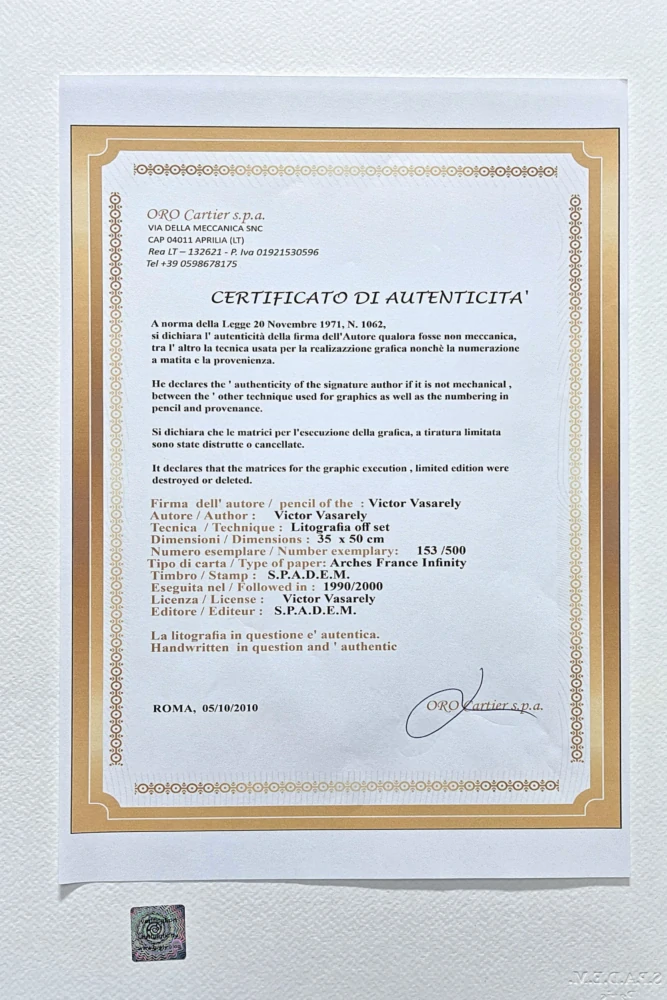 ORO Cartier s.p.a.
VIA DELLA MECCANICA SNC
CAP 04011 APRILIA (LT)
Rea LT – 132621 - P. Iva 01921530596
Tel +39 0598678175
CERTIFICATO DI AUTENTICITA'
A norma della Legge 20 Novembre 1971, N. 1062,
si dichiara l' autenticità della firma dell'Autore qualora fosse non meccanica,
tra l' altro la tecnica usata per la realizazzione grafica nonchè la numerazione
a matita e la provenienza.
He declares the ' authenticity of the signature author if it is not mechanical ,
between the ' other technique used for graphics as well as the numbering in
pencil and provenance.
Si dichiara che le matrici per l'esecuzione della grafica, a tiratura limitata
sono state distrutte o cancellate.
It declares that the matrices for the graphic execution , limited edition were
destroyed or deleted.
Firma dell' autore / pencil of the : Victor Vasarely
Autore / Author : Victor Vasarely
Tecnica / Technique : Litografia off set
Dimensioni / Dimensions : 35 x 50 cm
Numero esemplare / Number exemplary: 153 /500
Tipo di carta / Type of paper: Arches France Infinity
Timbro / Stamp : S.P.A.D.E.M.
Eseguita nel / Followed in : 1990/2000
Licenza / License : Victor Vasarely
Editore / Editeur : S.P.A.D.E.M.
La litografia in questione e' autentica.
Handwritten in question and ' authentic
ROMA, 05/10/2010
ORO Cartier s.p.a.
S.P.A.D.E.M.